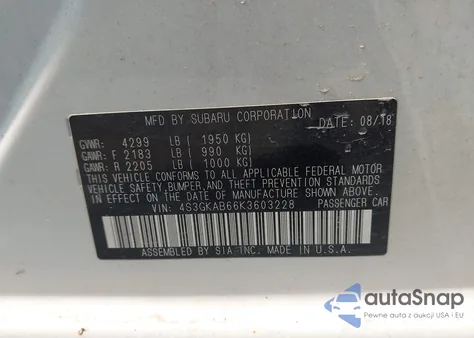 MFD BY SUBARU CORPORATION DATE: 08/18
GVWR: 4299 LB ( 1950 KG)
GAWR: F 2183 LB ( 990 KG)
GAWR: R 2205 LB ( 1000 KG)
THIS VEHICLE CONFORMS TO ALL APPLICABLE FEDERAL MOTOR
VEHICLE SAFETY, BUMPER, AND THEFT PREVENTION STANDARDS
IN EFFECT ON THE DATE OF MANUFACTURE SHOWN ABOVE.
VIN: 4S3GKAB66K3603228 PASSENGER CAR
ASSEMBLED BY SIA INC. MADE IN U.S.A.
autoSnap
Pewne auta z aukcji USA i EU